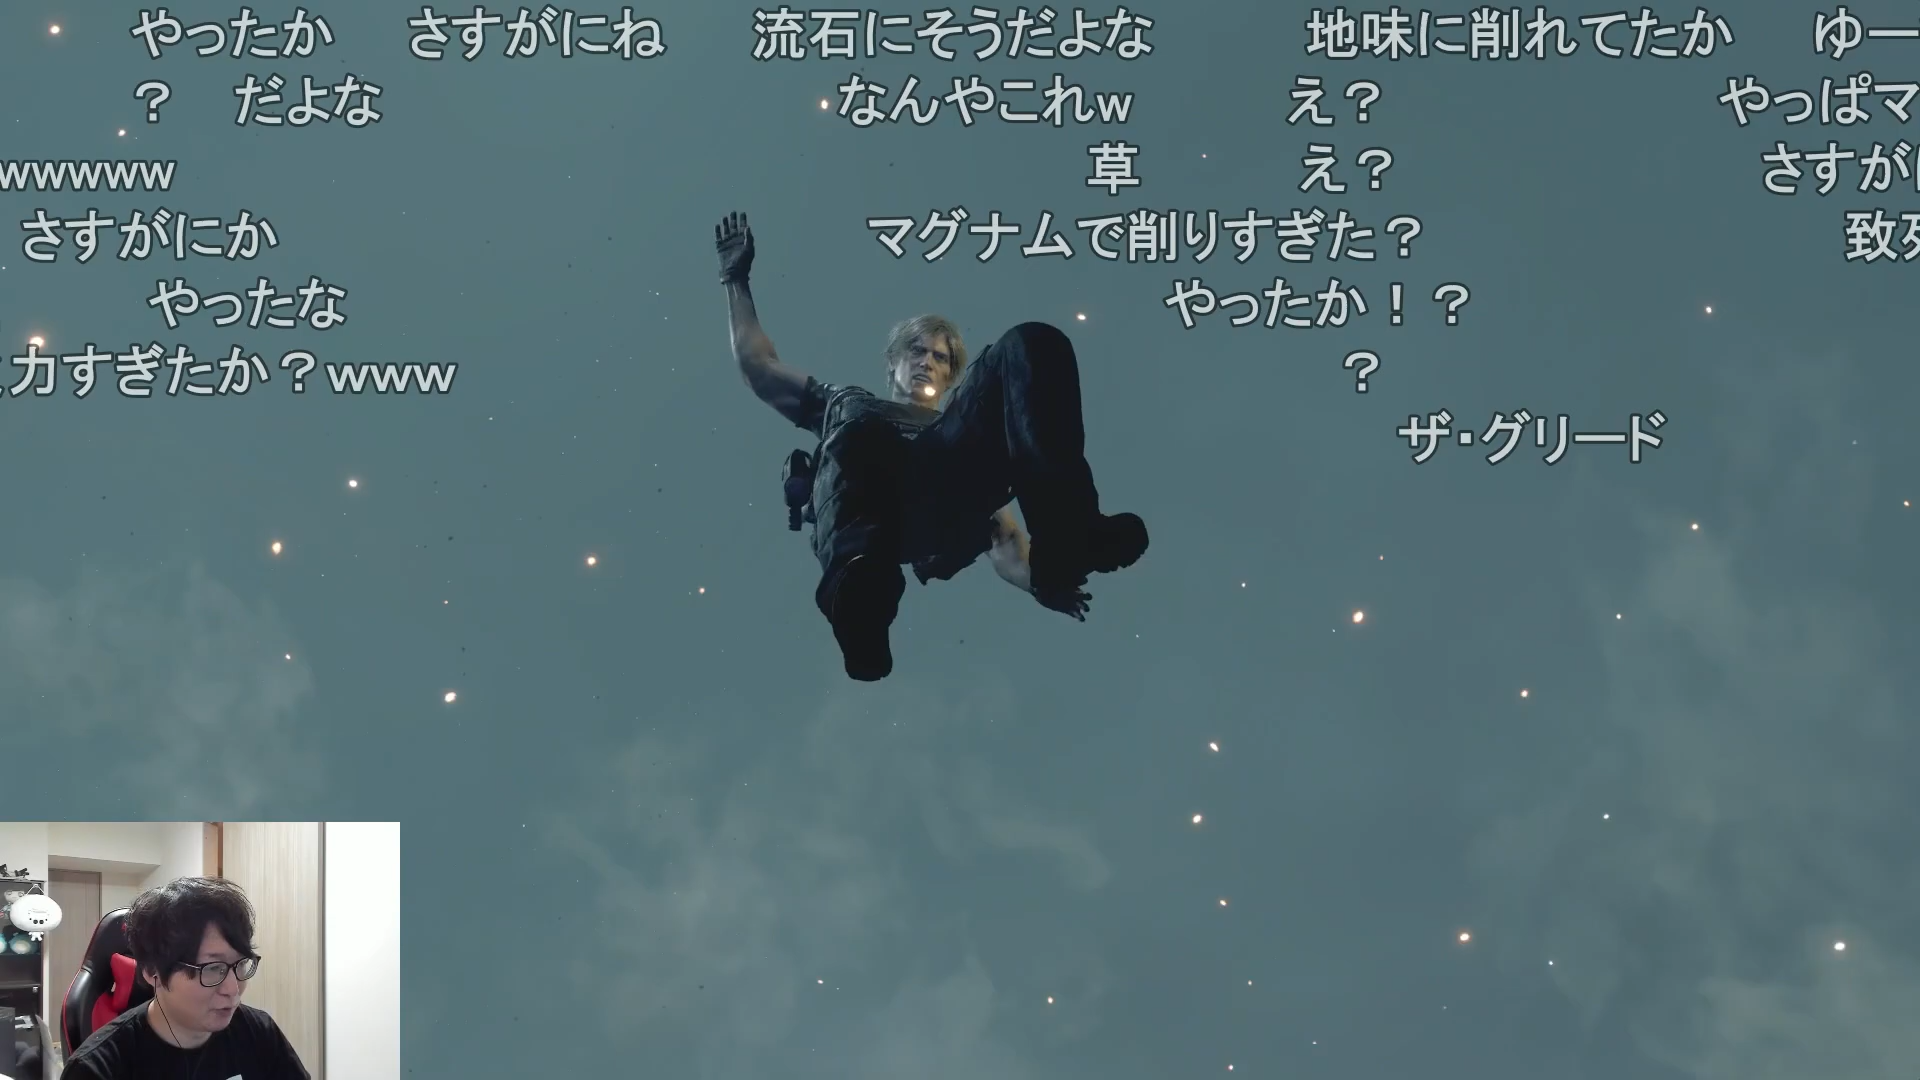 やったか さすがにね 流石にそうだよな 地味に削れてたか ゆー
？ だよな なんやこれw え？ やっぱマ
wwwwww 草 え？ さすが
さすがにか マグナムで削りすぎた？ 致
やったな やったか！？
力すぎたか？www ？
ザ・グリード